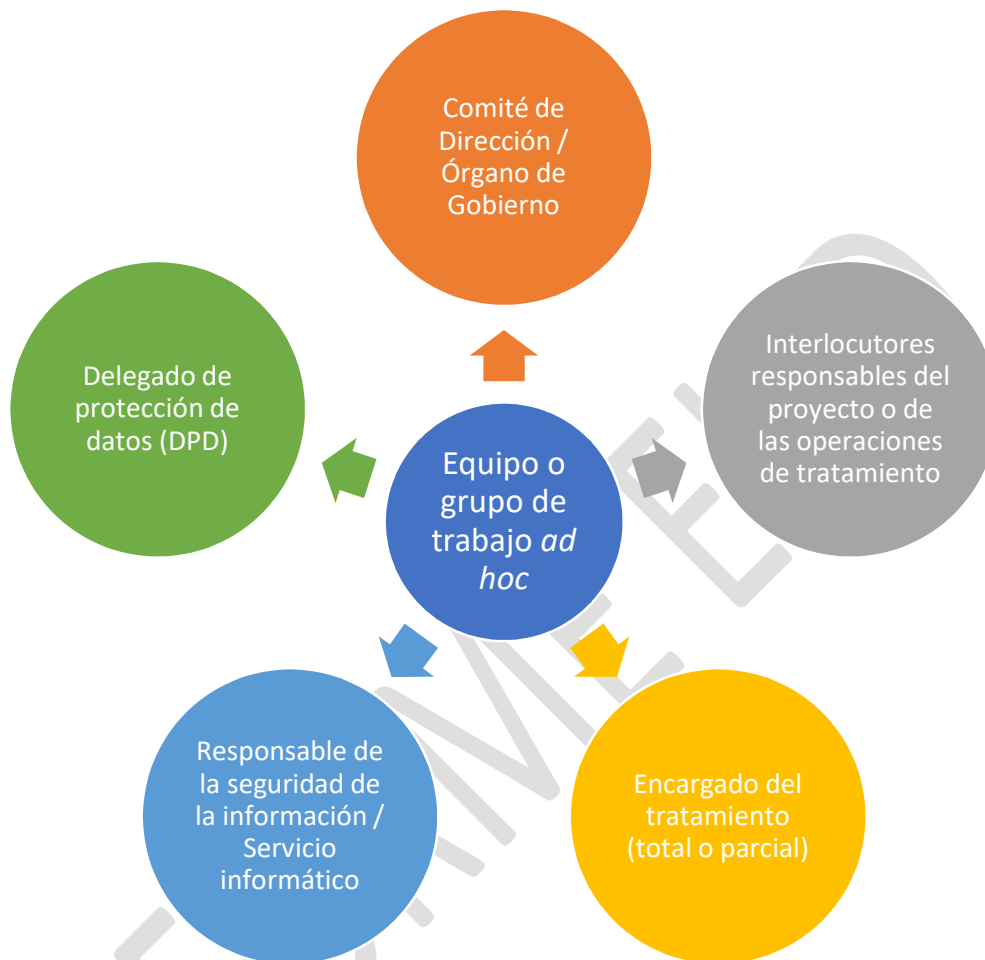 Comité de
Dirección /
Órgano de
Gobierno
Interlocutores
responsables del
proyecto o de
las operaciones
de tratamiento
Delegado de
protección de
datos (DPD)
Equipo o
grupo de
trabajo ad
hoc
Responsable de
la seguridad de
la información /
Servicio
informático
Encargado del
tratamiento
(total o parcial)